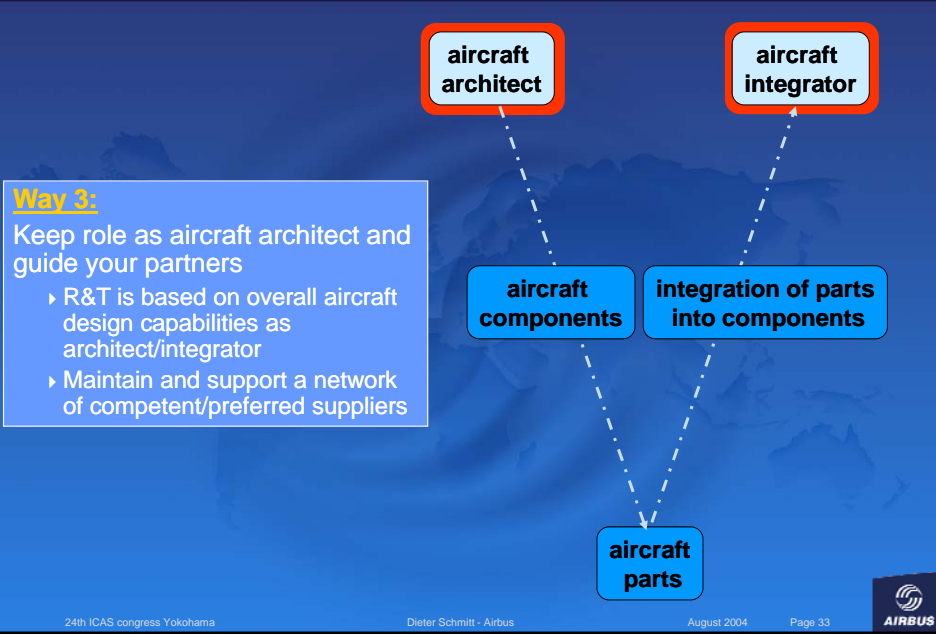 aircraft
architect
aircraft
integrator
Way 3:
Keep role as aircraft architect and
guide your partners
R&T is based on overall aircraft
design capabilities as
architect/integrator
Maintain and support a network
of competent/preferred suppliers
aircraft
components
integration of parts
into components
aircraft
parts
24th ICAS congress Yokohama
Dieter Schmitt - Airbus
August 2004
Page 33
AIRBUS